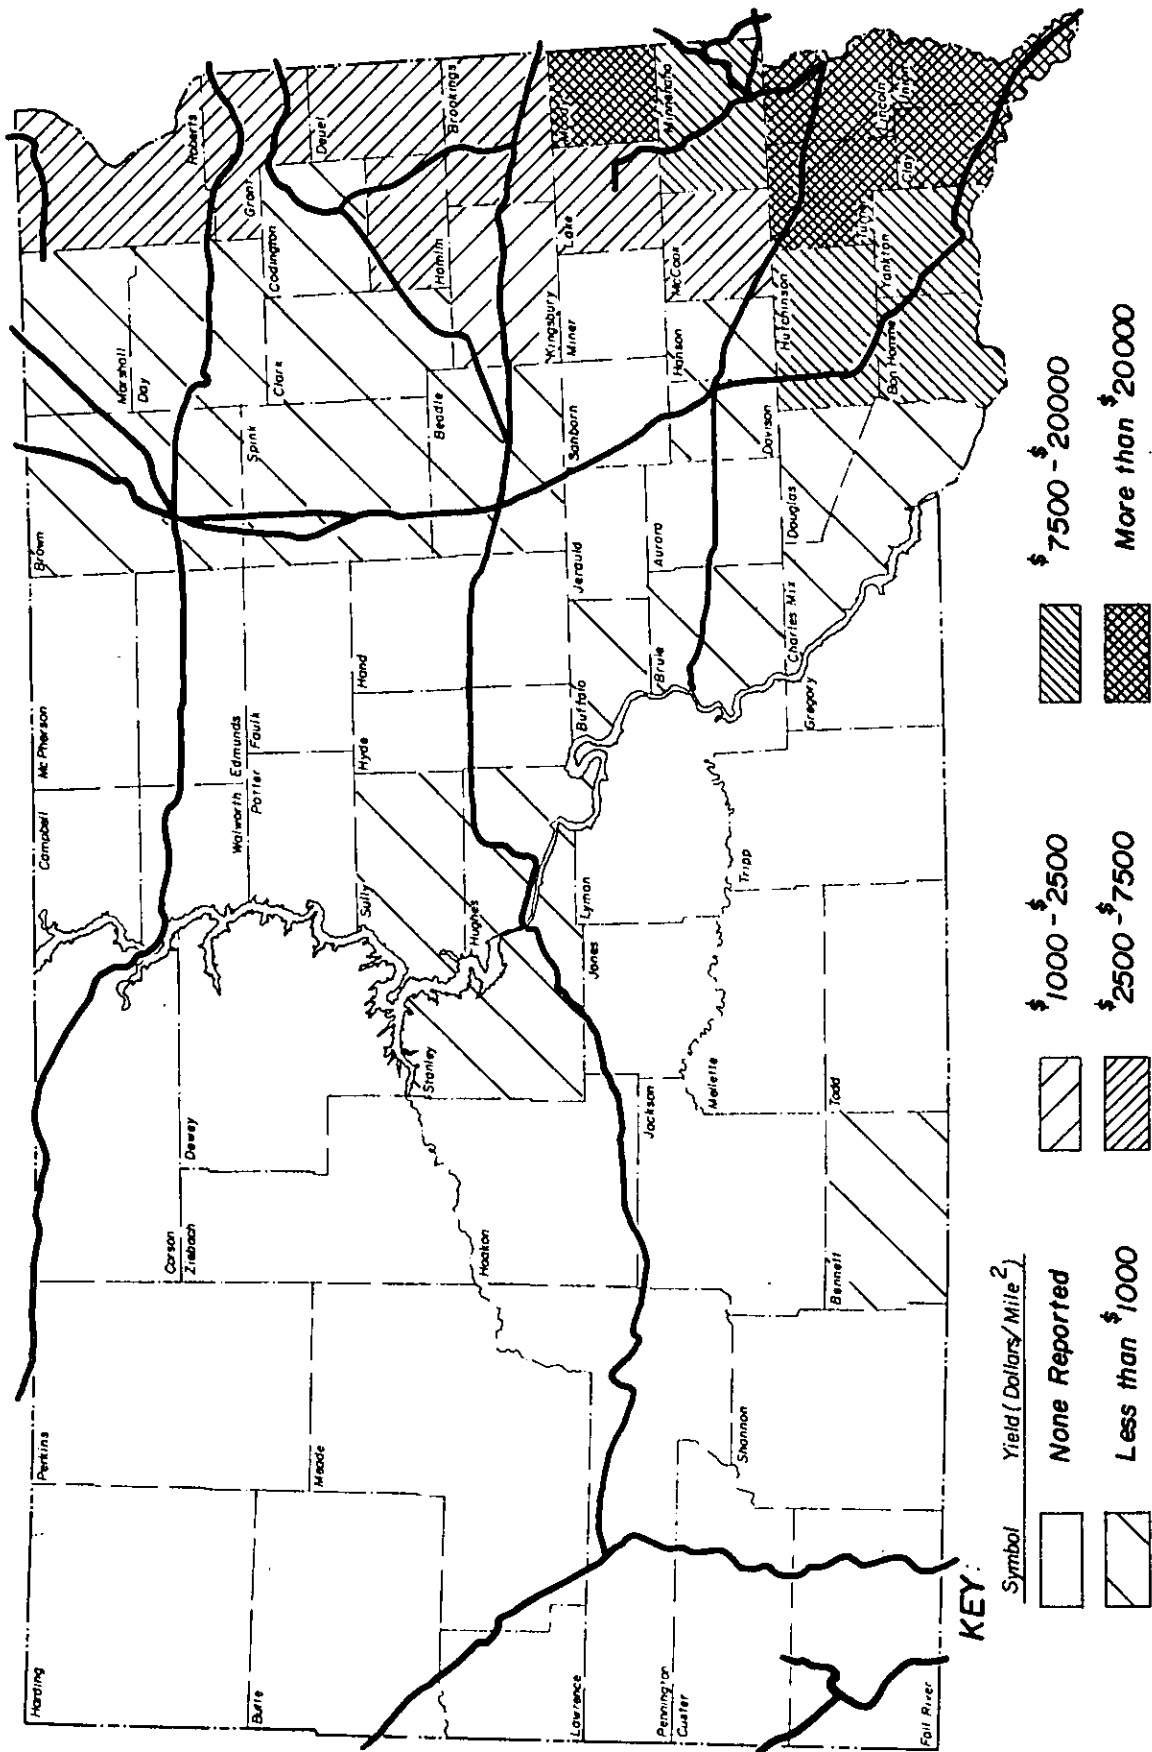 Harding
Perkins
Campbell
Mc Pherson
Brown
Marshall
Day
Roberts
Corson
Ziebach
Dewey
Walworth
Potter
Edmunds
Faulk
Spink
Clark
Codington
Grant
Deuel
Butte
Meade
Sully
Hyde
Hand
Beadle
Hamlin
Brookings
Stanley
Haakon
Hughes
Kingsbury
Miner
Lake
Moody
Lawrence
Pennington
Custer
Jones
Lyman
Buffalo
Jerauld
Sanborn
Jackson
Mellette
Tripp
Brule
Aurora
Hanson
Davison
McCook
Minnehaha
Shannon
Bennett
Todd
Gregory
Charles Mix
Douglas
Hutchinson
Turner
Lincoln
Bon Homme
Yankton
Clay
Union
Fall River
KEY:
Symbol Yield (Dollars/Mile²)
None Reported
Less than $1000
$1000-$2500
$2500-$7500
$7500-$20000
More than $20000